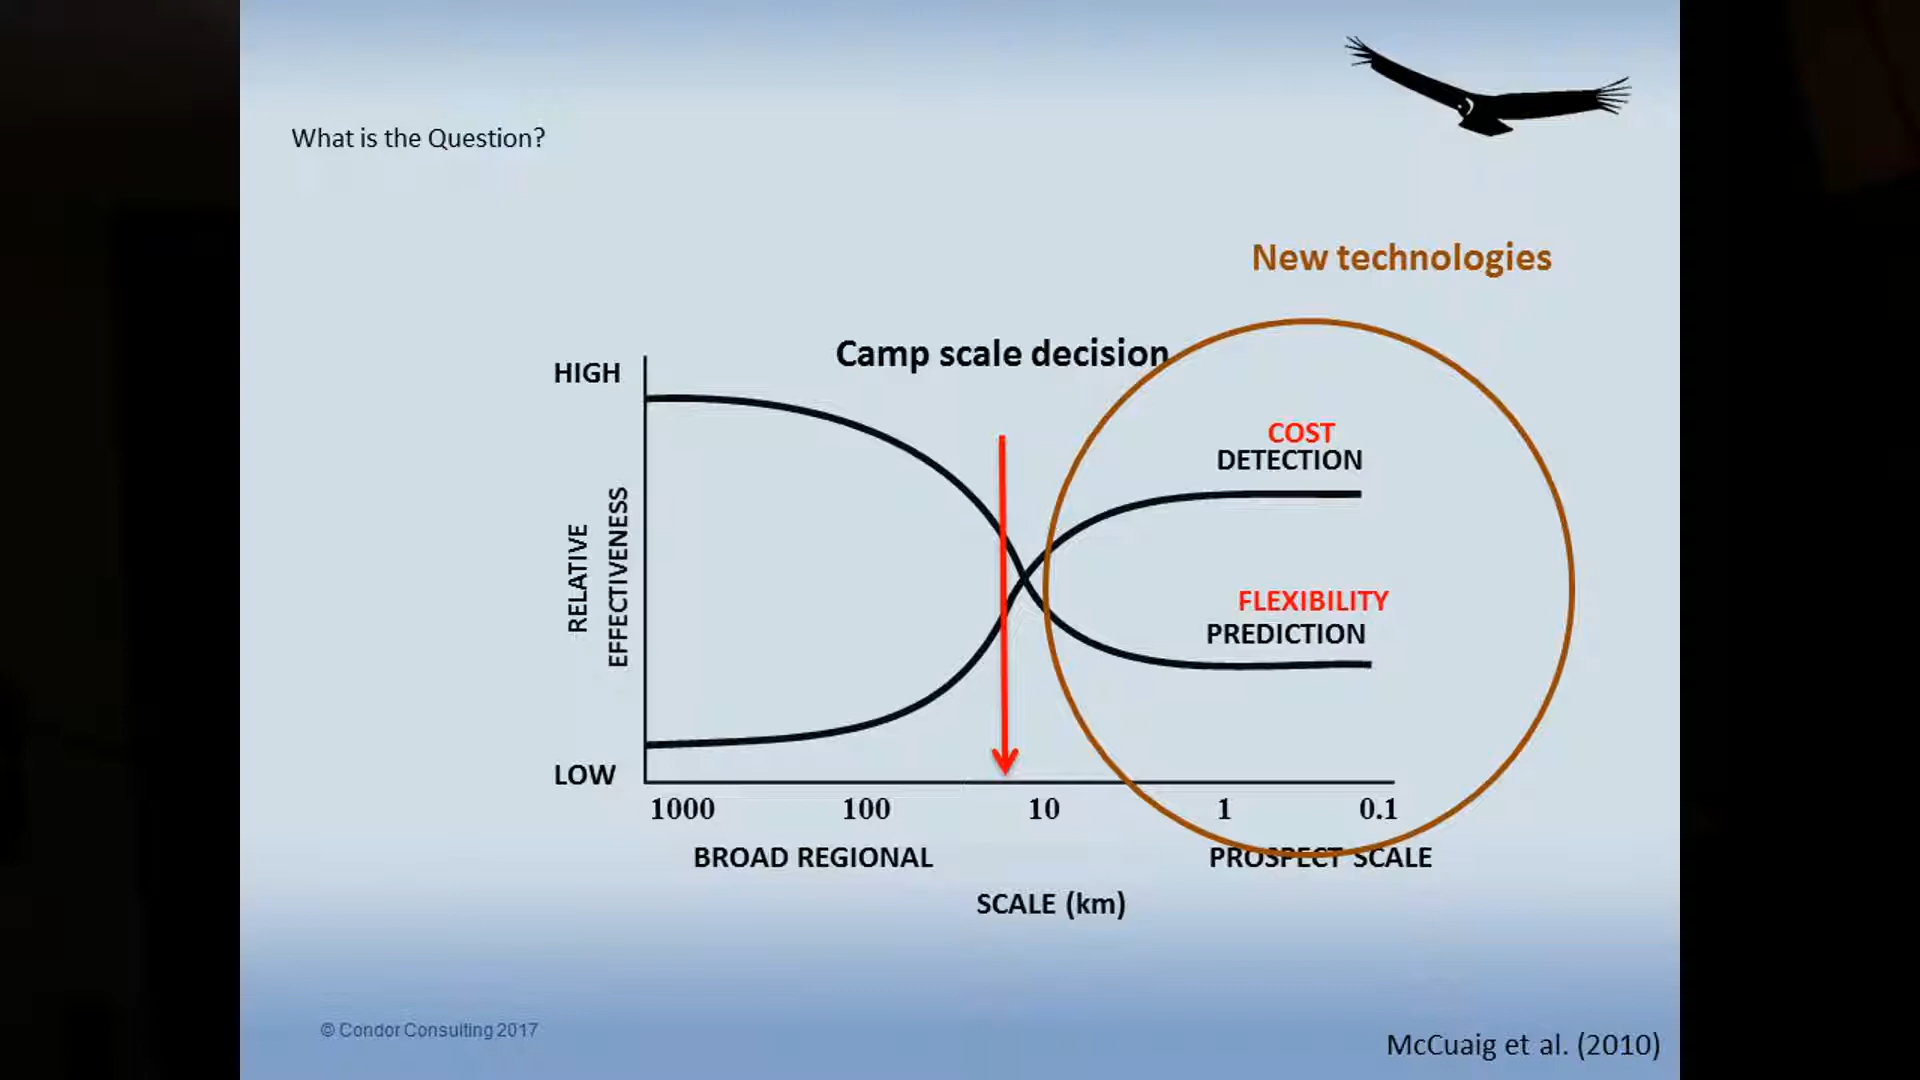 What is the Question?
New technologies
Camp scale decision
HIGH
COST
DETECTION
RELATIVE
EFFECTIVENESS
FLEXIBILITY
PREDICTION
LOW
1000 100 10 1 0.1
BROAD REGIONAL PROSPECT SCALE
SCALE (km)
© Condor Consulting 2017
McCuaig et al. (2010)